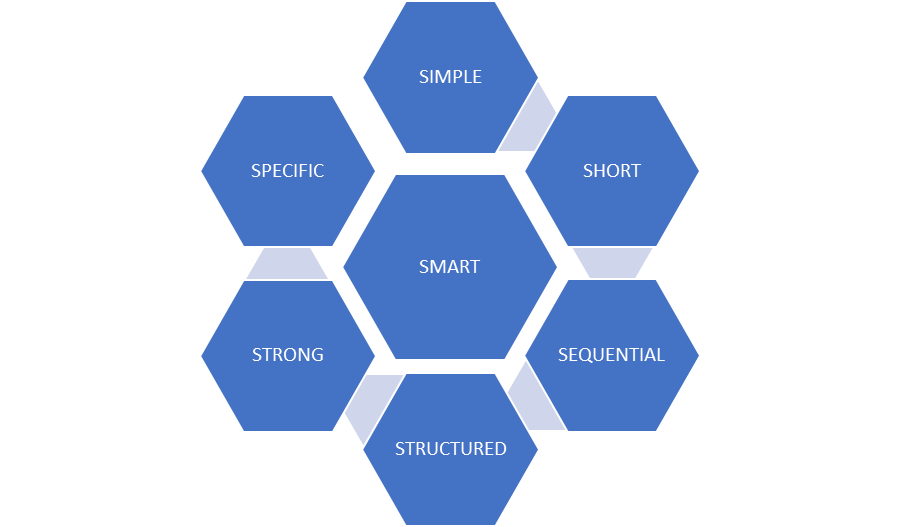 SIMPLE
SPECIFIC
SHORT
SMART
STRONG
SEQUENTIAL
STRUCTURED